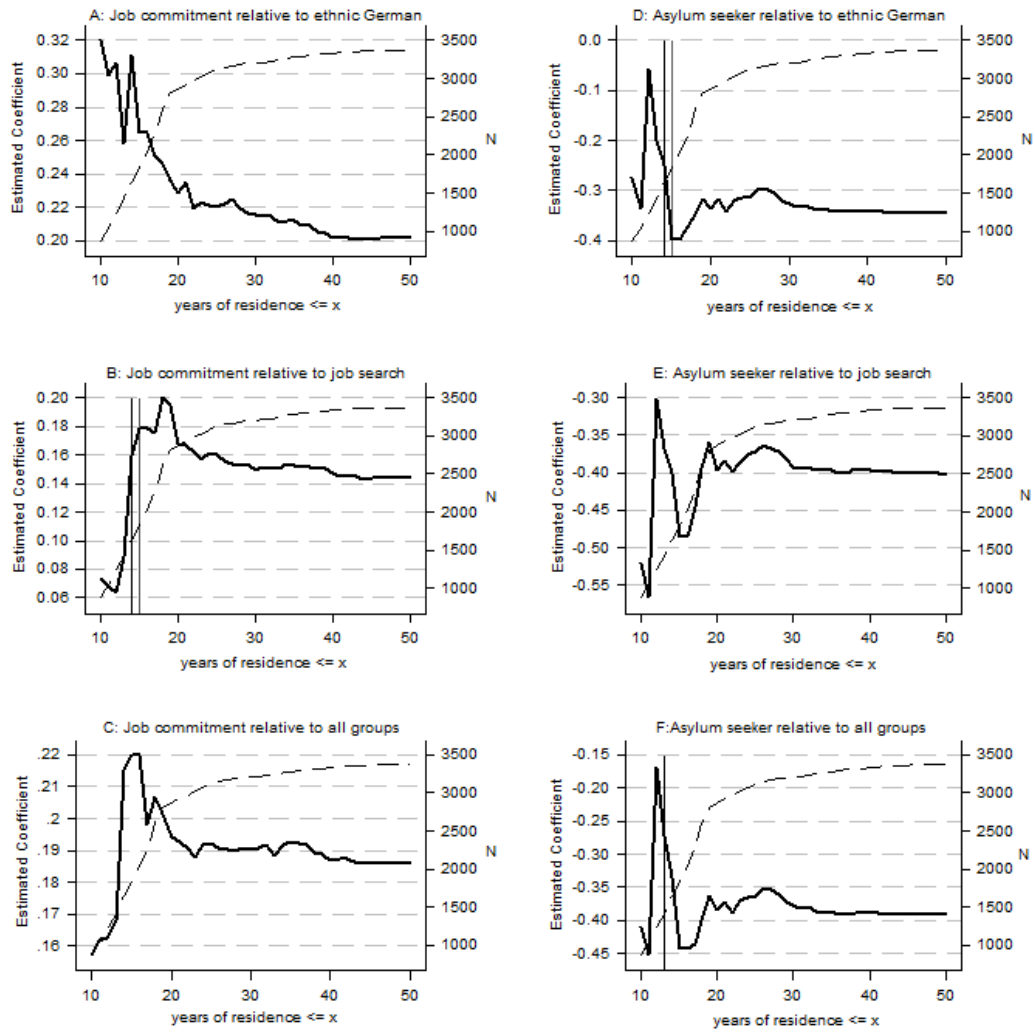 A: Job commitment relative to ethnic German
0.32
0.30
0.28
0.26
0.24
0.22
0.20
Estimated Coefficient
3500
3000
2500
2000
1500
1000
N
10 20 30 40 50
years of residence <= x
D: Asylum seeker relative to ethnic German
0.0
-0.1
-0.2
-0.3
-0.4
Estimated Coefficient
3500
3000
2500
2000
1500
1000
N
10 20 30 40 50
years of residence <= x
B: Job commitment relative to job search
0.20
0.18
0.16
0.14
0.12
0.10
0.08
0.06
Estimated Coefficient
3500
3000
2500
2000
1500
1000
N
10 20 30 40 50
years of residence <= x
E: Asylum seeker relative to job search
-0.30
-0.35
-0.40
-0.45
-0.50
-0.55
Estimated Coefficient
3500
3000
2500
2000
1500
1000
N
10 20 30 40 50
years of residence <= x
C: Job commitment relative to all groups
.22
.21
.2
.19
.18
.17
.16
Estimated Coefficient
3500
3000
2500
2000
1500
1000
N
10 20 30 40 50
years of residence <= x
F:Asylum seeker relative to all groups
-0.15
-0.20
-0.25
-0.30
-0.35
-0.40
-0.45
Estimated Coefficient
3500
3000
2500
2000
1500
1000
N
10 20 30 40 50
years of residence <= x